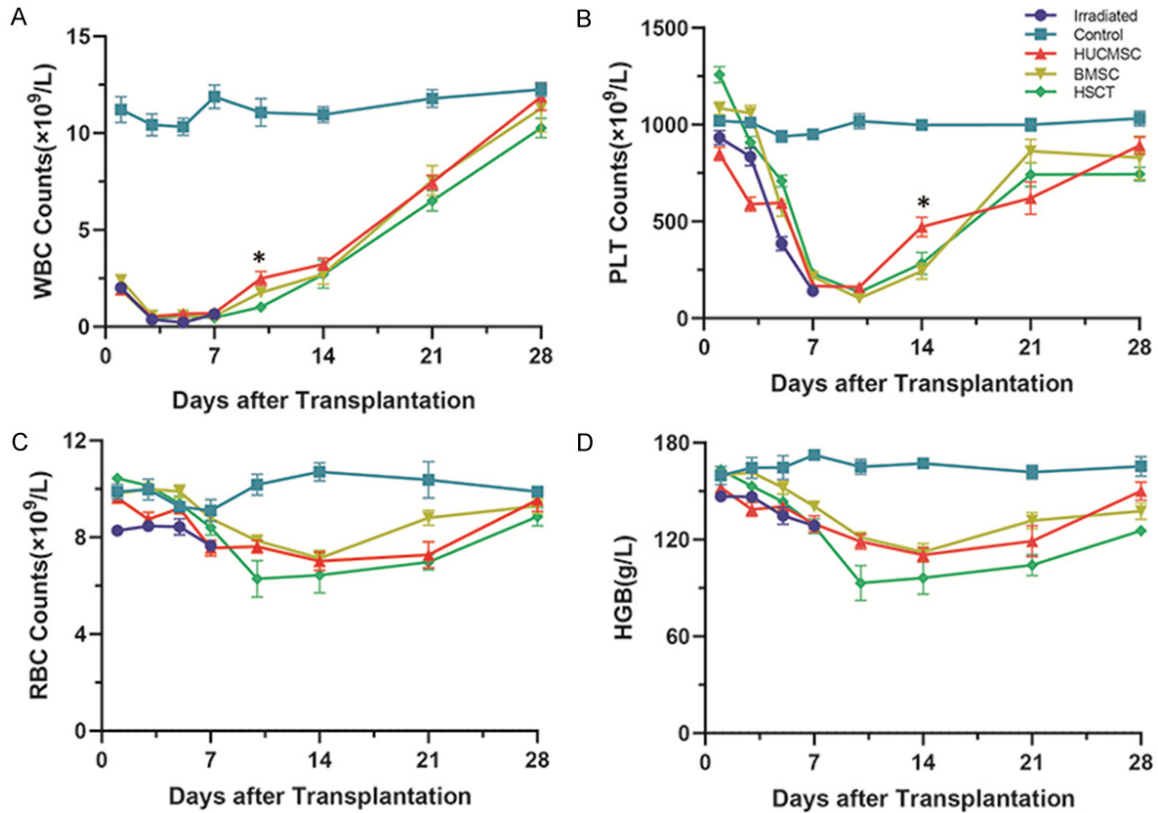 A
15
10
5
0
WBC Counts(×10⁹/L)
*
0 7 14 21 28
Days after Transplantation
B
1500
1000
500
0
PLT Counts(×10⁹/L)
*
Irradiated
Control
HUCMSC
BMSC
HSCT
0 7 14 21 28
Days after Transplantation
C
12
8
4
0
RBC Counts(×10⁹/L)
0 7 14 21 28
Days after Transplantation
D
180
120
60
0
HGB(g/L)
0 7 14 21 28
Days after Transplantation